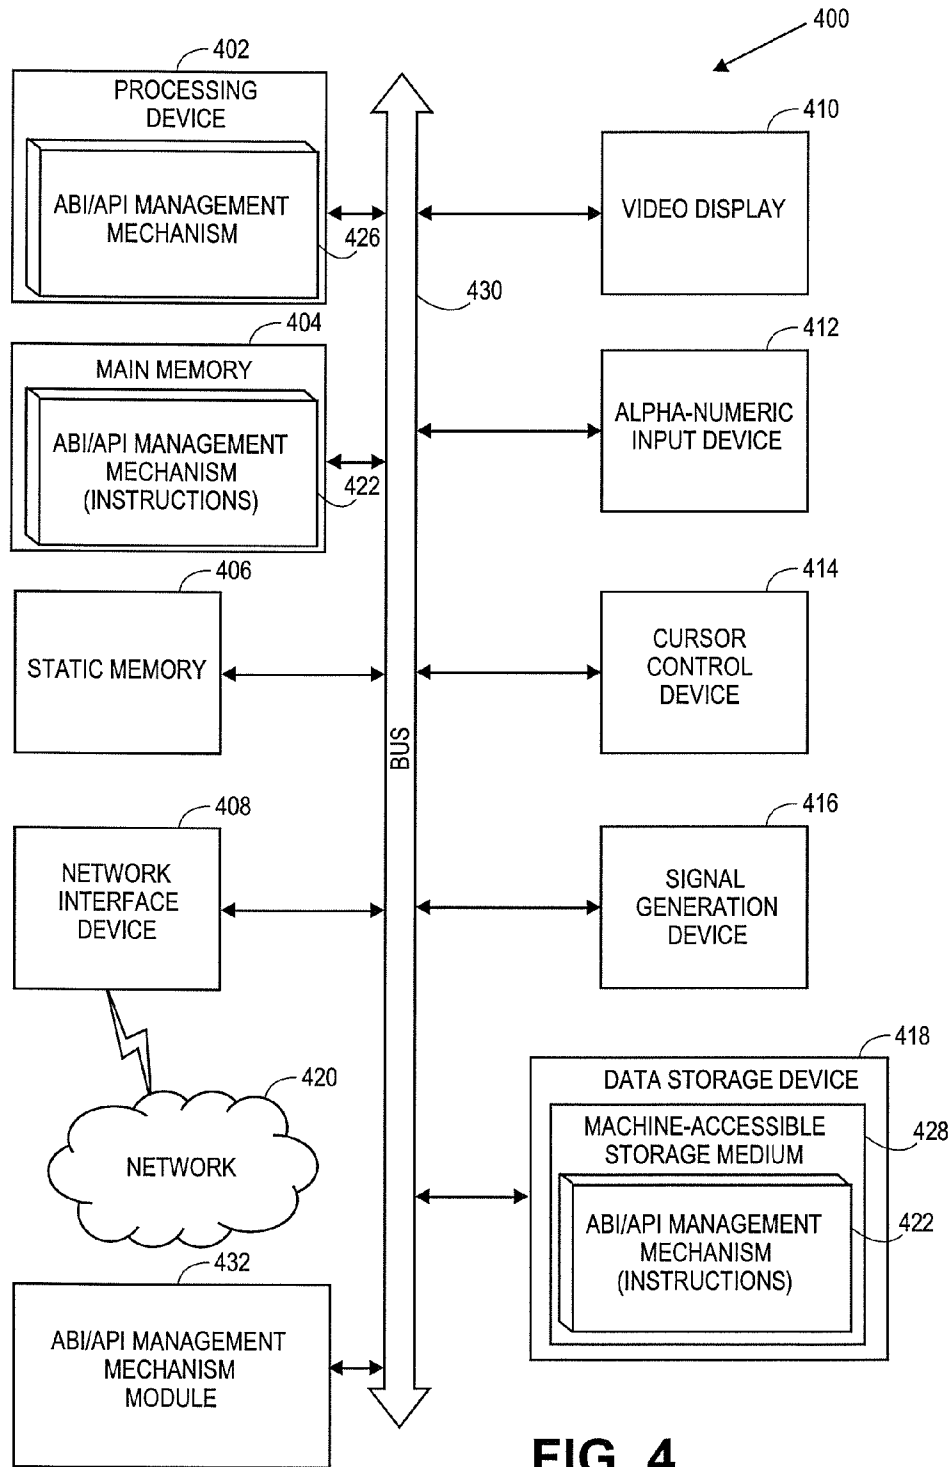 400
402
PROCESSING
DEVICE
ABI/API MANAGEMENT
MECHANISM
426
404
MAIN MEMORY
ABI/API MANAGEMENT
MECHANISM
(INSTRUCTIONS)
422
406
STATIC MEMORY
408
NETWORK
INTERFACE
DEVICE
420
NETWORK
432
ABI/API MANAGEMENT
MECHANISM
MODULE
430
BUS
410
VIDEO DISPLAY
412
ALPHA-NUMERIC
INPUT DEVICE
414
CURSOR
CONTROL
DEVICE
416
SIGNAL
GENERATION
DEVICE
418
DATA STORAGE DEVICE
MACHINE-ACCESSIBLE
STORAGE MEDIUM
428
ABI/API MANAGEMENT
MECHANISM
(INSTRUCTIONS)
422
FIG. 4